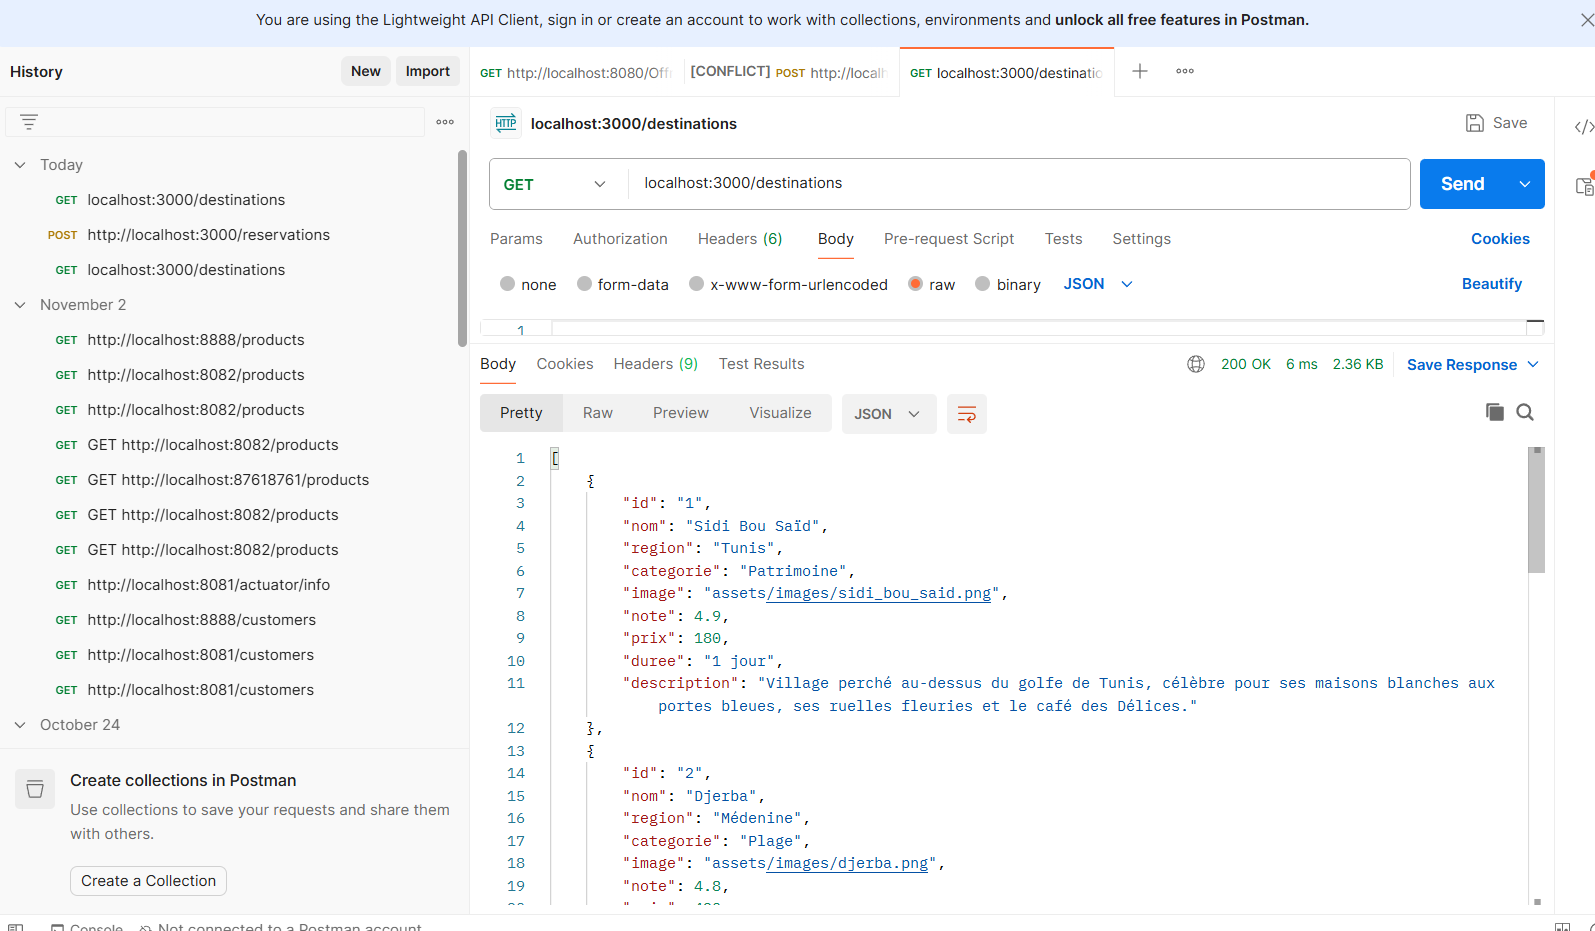 You are using the Lightweight API Client, sign in or create an account to work with collections, environments and unlock all free features in Postman.
History
New
Import
GET http://localhost:8080/Off
[CONFLICT] POST http://local
GET localhost:3000/destinatio
localhost:3000/destinations
Save
Today
GET localhost:3000/destinations
POST http://localhost:3000/reservations
GET localhost:3000/destinations
November 2
GET http://localhost:8888/products
GET http://localhost:8082/products
GET http://localhost:8082/products
GET GET http://localhost:8082/products
GET GET http://localhost:87618761/products
GET GET http://localhost:8082/products
GET GET http://localhost:8082/products
GET http://localhost:8081/actuator/info
GET http://localhost:8888/customers
GET http://localhost:8081/customers
GET http://localhost:8081/customers
October 24
Create collections in Postman
Use collections to save your requests and share them
with others.
Create a Collection
GET
localhost:3000/destinations
Send
Params Authorization Headers (6) Body Pre-request Script Tests Settings Cookies
none form-data x-www-form-urlencoded raw binary JSON Beautify
1
Body Cookies Headers (9) Test Results 200 OK 6 ms 2.36 KB Save Response
Pretty Raw Preview Visualize JSON
1 [
2 {
3 "id": "1",
4 "nom": "Sidi Bou Saïd",
5 "region": "Tunis",
6 "categorie": "Patrimoine",
7 "image": "assets/images/sidi_bou_said.png",
8 "note": 4.9,
9 "prix": 180,
10 "duree": "1 jour",
11 "description": "Village perché au-dessus du golfe de Tunis, célèbre pour ses maisons blanches aux
portes bleues, ses ruelles fleuries et le café des Délices."
12 },
13 {
14 "id": "2",
15 "nom": "Djerba",
16 "region": "Médenine",
17 "categorie": "Plage",
18 "image": "assets/images/djerba.png",
19 "note": 4.8,
Console Not connected to a Postman account